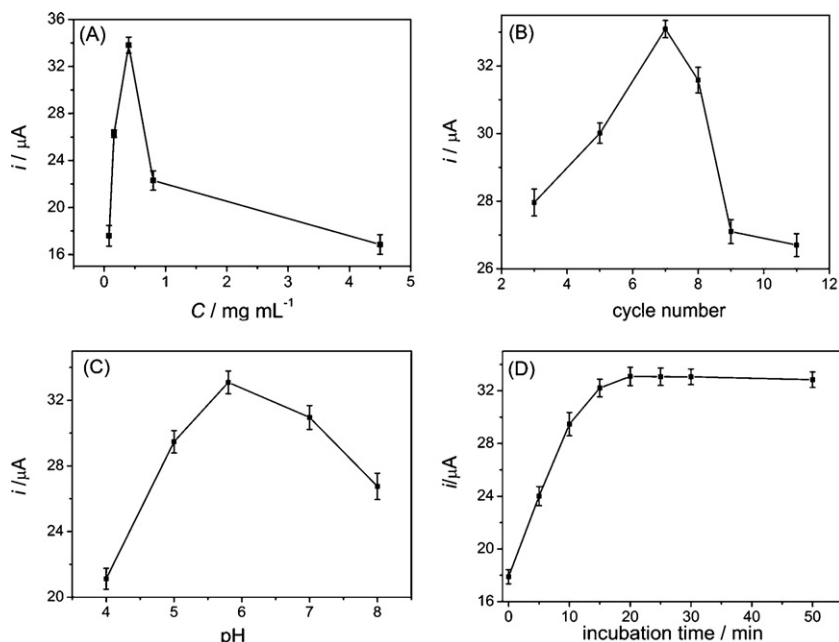 (A)
36
32
28
24
20
16
i / μA
0 1 2 3 4 5
C / mg mL⁻¹
(B)
32
30
28
26
i / μA
2 4 6 8 10 12
cycle number
(C)
32
28
24
20
i /μA
4 5 6 7 8
pH
(D)
32
28
24
20
16
i/μA
0 10 20 30 40 50
incubation time / min